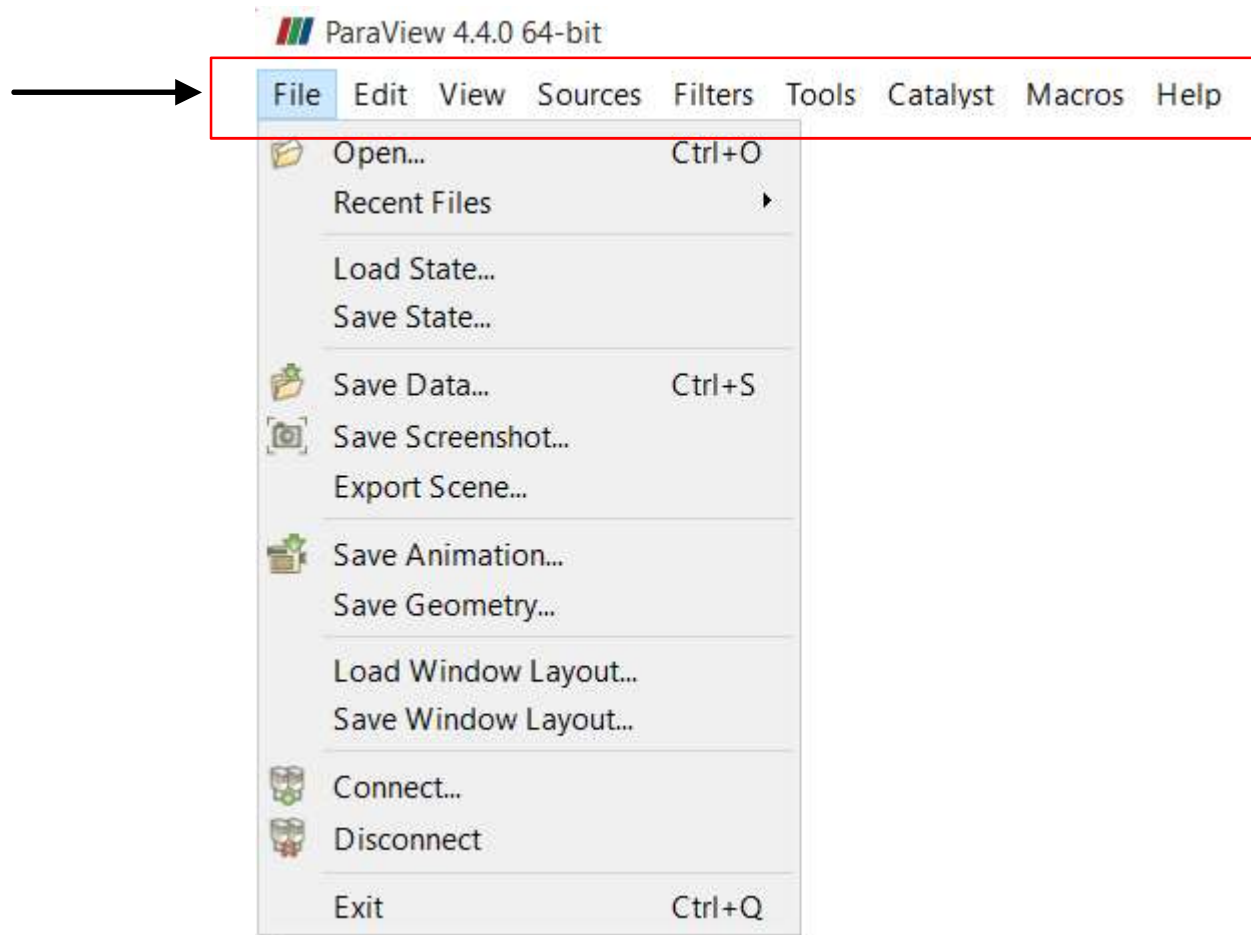 ParaView 4.4.0 64-bit
File Edit View Sources Filters Tools Catalyst Macros Help
Open... Ctrl+O
Recent Files
Load State...
Save State...
Save Data... Ctrl+S
Save Screenshot...
Export Scene...
Save Animation...
Save Geometry...
Load Window Layout...
Save Window Layout...
Connect...
Disconnect
Exit Ctrl+Q